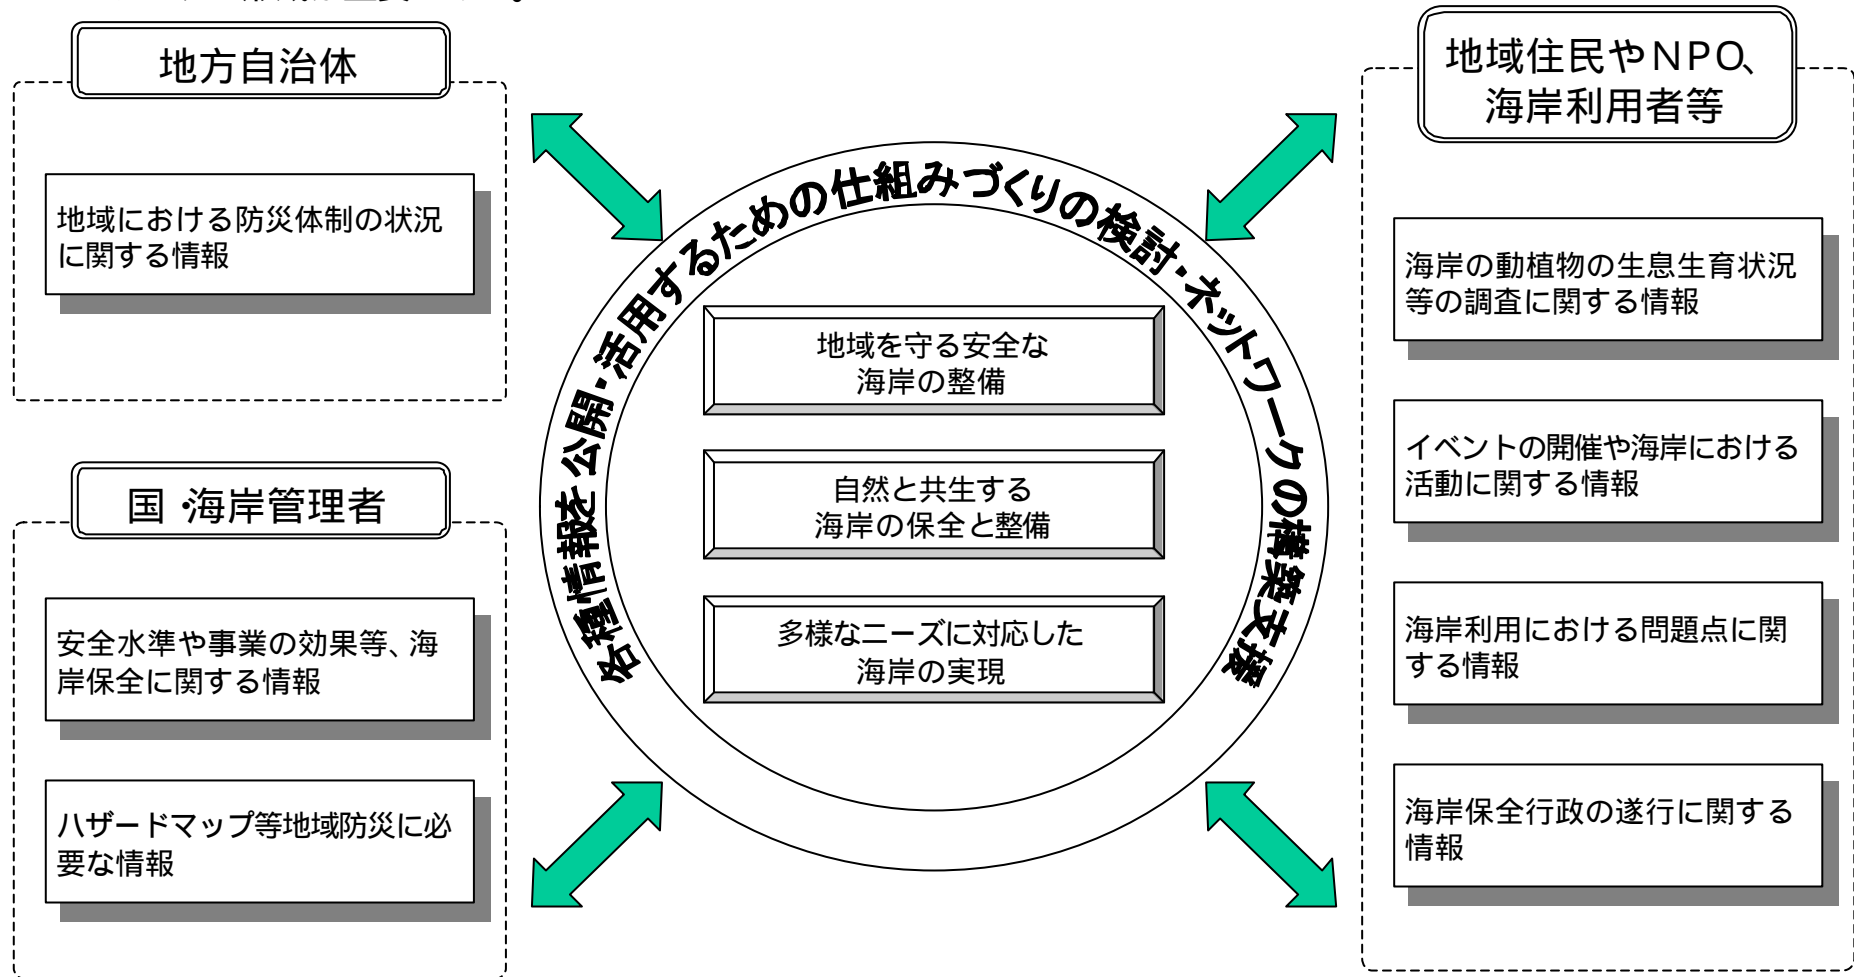 地方自治体
地域における防災体制の状況
に関する情報
国・海岸管理者
安全水準や事業の効果等、海
岸保全に関する情報
ハザードマップ等地域防災に必
要な情報
各種情報を公開・活用するための仕組みづくりの検討・ネットワークの構築支援
地域を守る安全な
海岸の整備
自然と共生する
海岸の保全と整備
多様なニーズに対応した
海岸の実現
地域住民やNPO、
海岸利用者等
海岸の動植物の生息生育状況
等の調査に関する情報
イベントの開催や海岸における
活動に関する情報
海岸利用における問題点に関
する情報
海岸保全行政の遂行に関する
情報